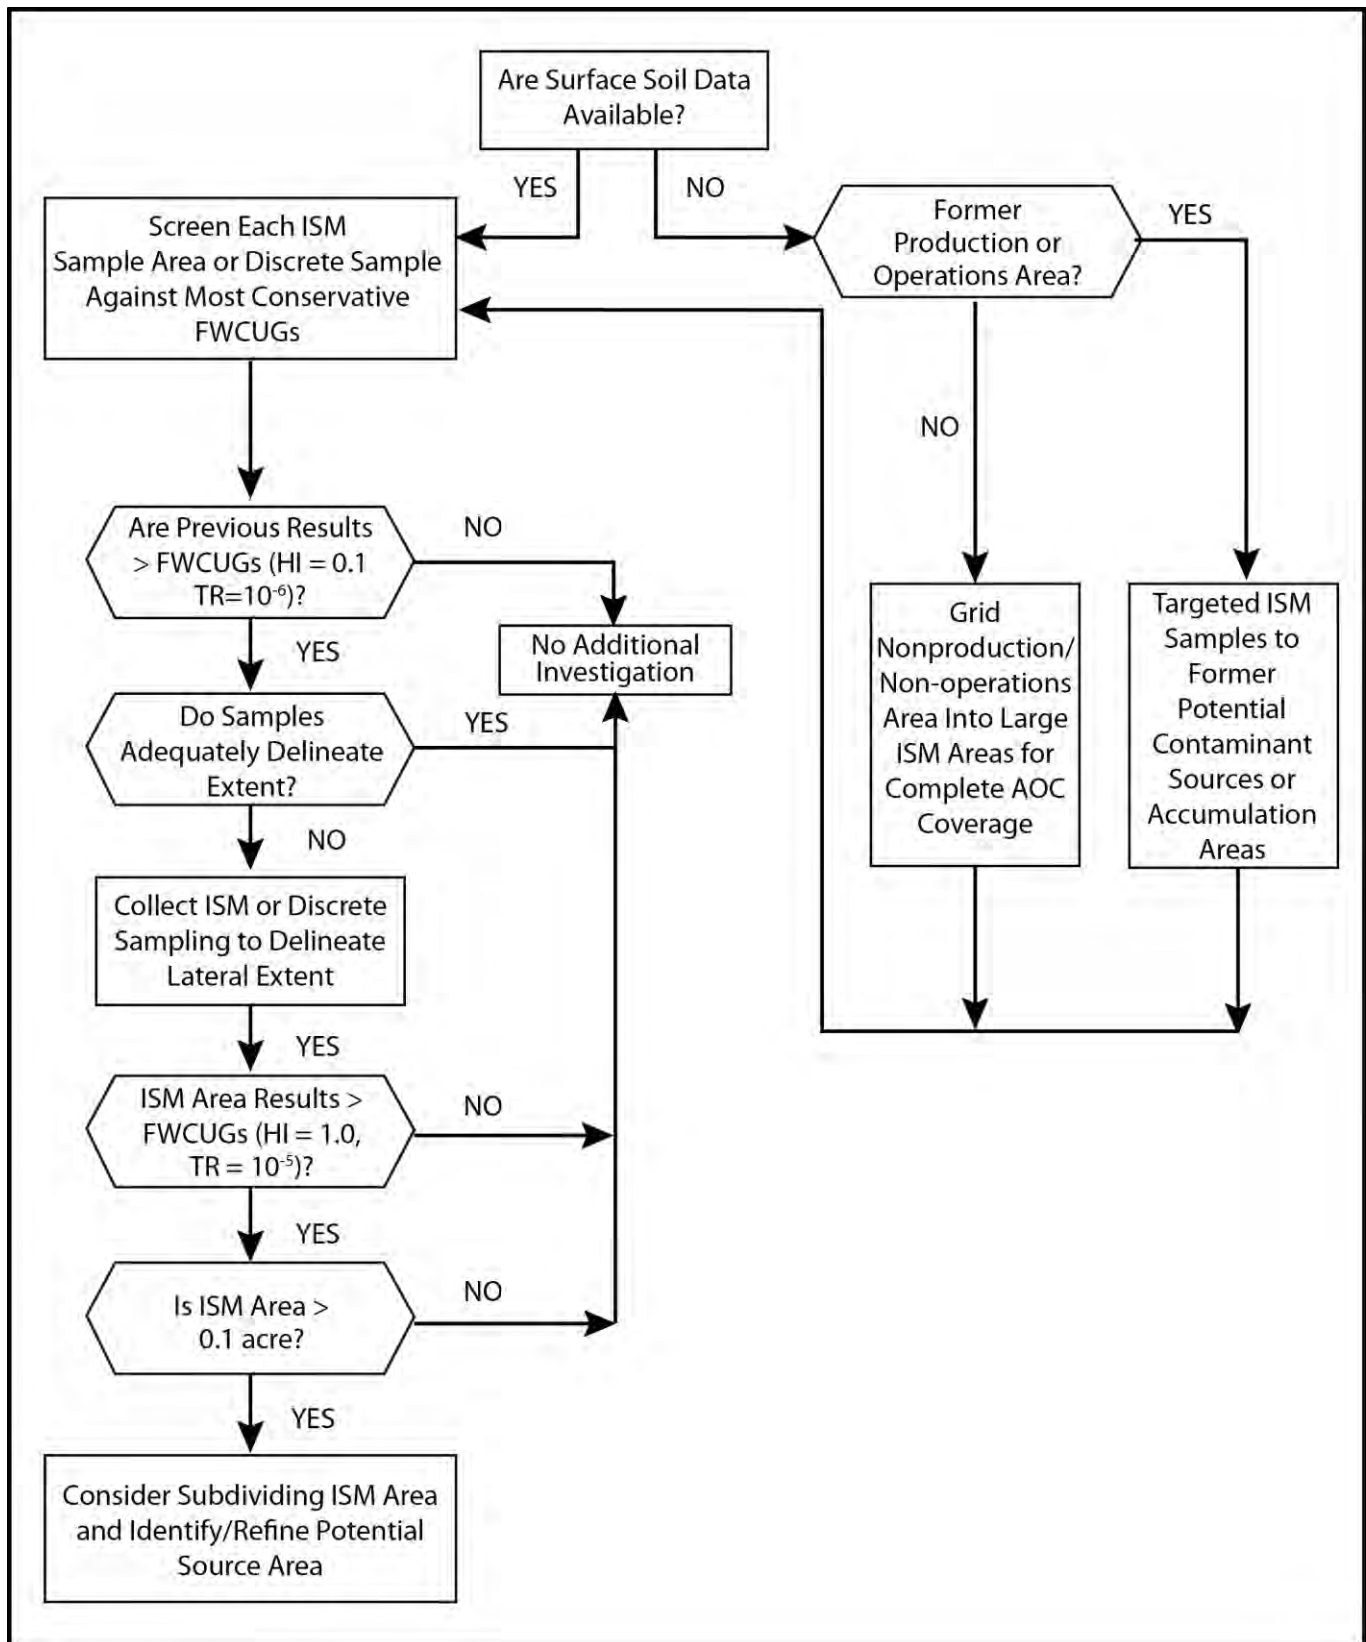 Are Surface Soil Data
Available?
YES
NO
Screen Each ISM
Sample Area or Discrete Sample
Against Most Conservative
FWCUGs
Former
Production or
Operations Area?
YES
NO
Are Previous Results
> FWCUGs (HI = 0.1
TR=10⁻⁶)?
NO
YES
No Additional
Investigation
Grid
Nonproduction/
Non-operations
Area Into Large
ISM Areas for
Complete AOC
Coverage
Targeted ISM
Samples to
Former
Potential
Contaminant
Sources or
Accumulation
Areas
Do Samples
Adequately Delineate
Extent?
YES
NO
Collect ISM or Discrete
Sampling to Delineate
Lateral Extent
YES
ISM Area Results >
FWCUGs (HI = 1.0,
TR = 10⁻⁵)?
NO
YES
Is ISM Area >
0.1 acre?
NO
YES
Consider Subdividing ISM Area
and Identify/Refine Potential
Source Area